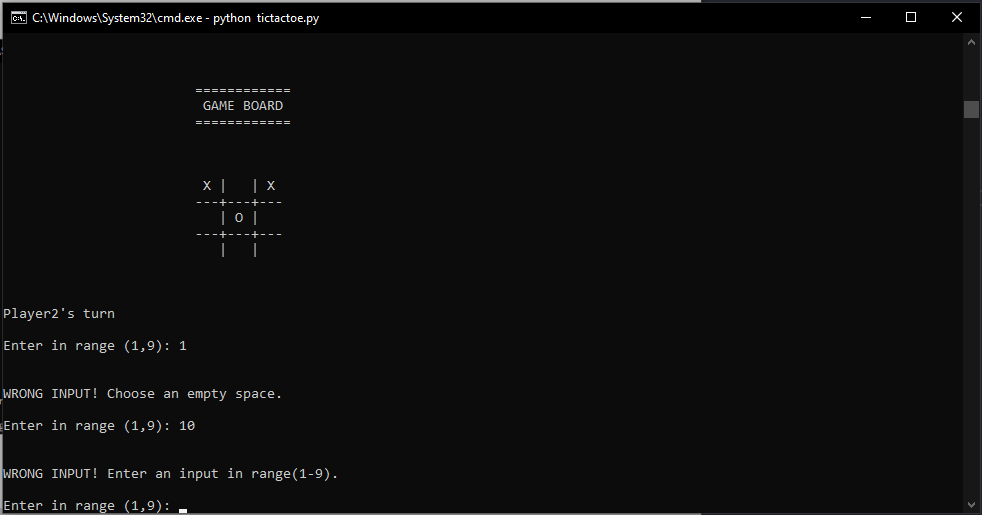 C:\Windows\System32\cmd.exe - python tictactoe.py
============
GAME BOARD
============
X |   | X
---+---+---
  | O |
---+---+---
  |   |
Player2's turn
Enter in range (1,9): 1
WRONG INPUT! Choose an empty space.
Enter in range (1,9): 10
WRONG INPUT! Enter an input in range(1-9).
Enter in range (1,9):